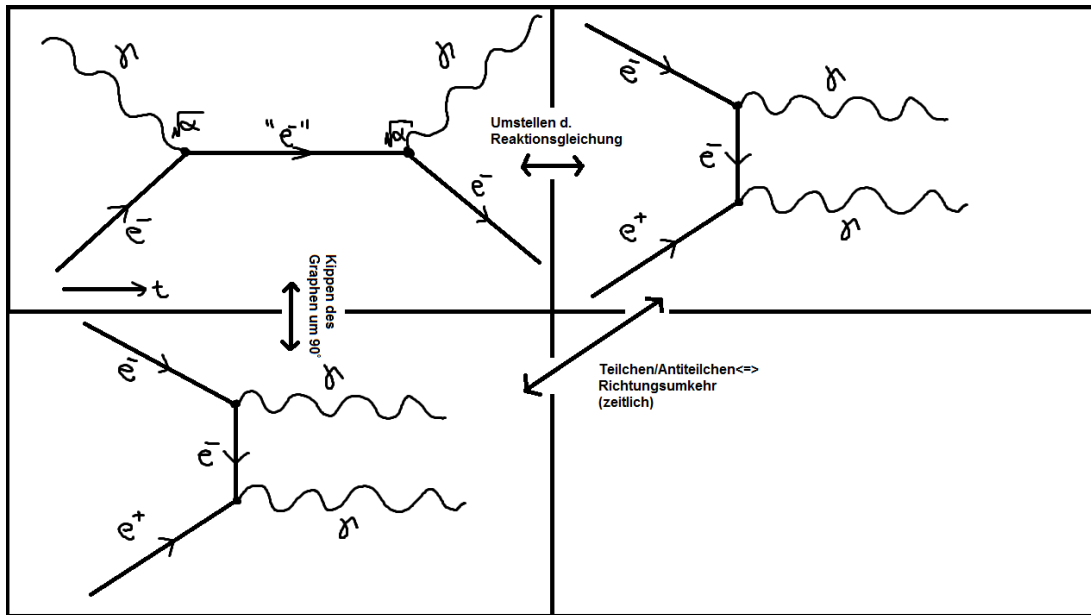 γ
γ
√α
"e⁻"
√α
e⁻
e⁻
t
Umstellen d.
Reaktionsgleichung
e⁻
γ
e⁻
e⁺
γ
Kippen des
Graphen um 90°
e⁻
γ
e⁻
e⁺
γ
Teilchen/Antiteilchen<=>
Richtungsumkehr
(zeitlich)